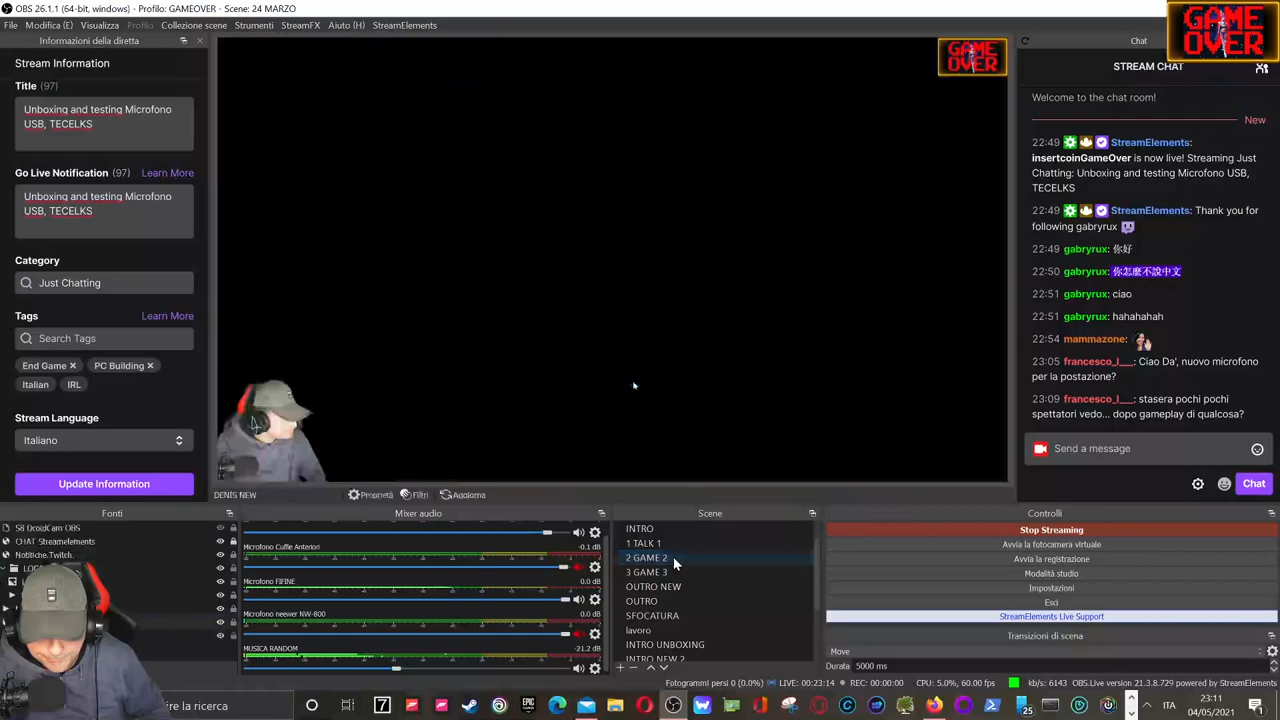 OBS 26.1.1 (64-bit, windows) - Profilo: GAMEOVER - Scene: 24 MARZO
File Modifica (E) Visualizza Profilo Collezione scene Strumenti StreamFX Aiuto (H) StreamElements
GAME
OVER
Informazioni della diretta
Stream Information
Title (97)
Unboxing and testing Microfono
USB, TECELKS
Go Live Notification (97) Learn More
Unboxing and testing Microfono
USB, TECELKS
Category
Just Chatting
Tags Learn More
Search Tags
End Game PC Building
Italian IRL
Stream Language
Italiano
Update Information
GAME
OVER
Chat
STREAM CHAT
Welcome to the chat room!
New
22:49 StreamElements:
insertcoinGameOver is now live! Streaming Just
Chatting: Unboxing and testing Microfono USB,
TECELKS
22:49 StreamElements: Thank you for
following gabryrux
22:49 gabryrux: 你好
22:50 gabryrux: 你怎麼不說中文
22:51 gabryrux: ciao
22:51 gabryrux: hahahahah
22:54 mammazone:
23:05 francesco_l___: Ciao Da', nuovo microfono
per la postazione?
23:09 francesco_l___: stasera pochi pochi
spettatori vedo... dopo gameplay di qualcosa?
Send a message
Chat
DENIS NEW Proprietà Filtri Aggiorna
Fonti
S8 DroidCam OBS
CHAT Streamelements
Notifiche.Twitch.
Mixer audio
Microfono Cuffie Anteriori -0.1 dB
Microfono FIFINE 0.0 dB
Microfono neewer NW-800 0.0 dB
MUSICA RANDOM -21.2 dB
Scene
INTRO
1 TALK 1
2 GAME 2
3 GAME 3
OUTRO NEW
OUTRO
SFOCATURA
lavoro
INTRO UNBOXING
INTRO NEW 2
Controlli
Stop Streaming
Avvia la fotocamera virtuale
Avvia la registrazione
Modalità studio
Impostazioni
Esci
StreamElements Live Support
Transizioni di scena
Move
Durata 5000 ms
Fotogrammi persi 0 (0.0%) LIVE: 00:23:14 REC: 00:00:00 CPU: 5.0%, 60.00 fps kb/s: 6143 OBS.Live version 21.3.8.729 powered by StreamElements
ire la ricerca
7
EPIC
GAMES
25
ITA
23:11
04/05/2021